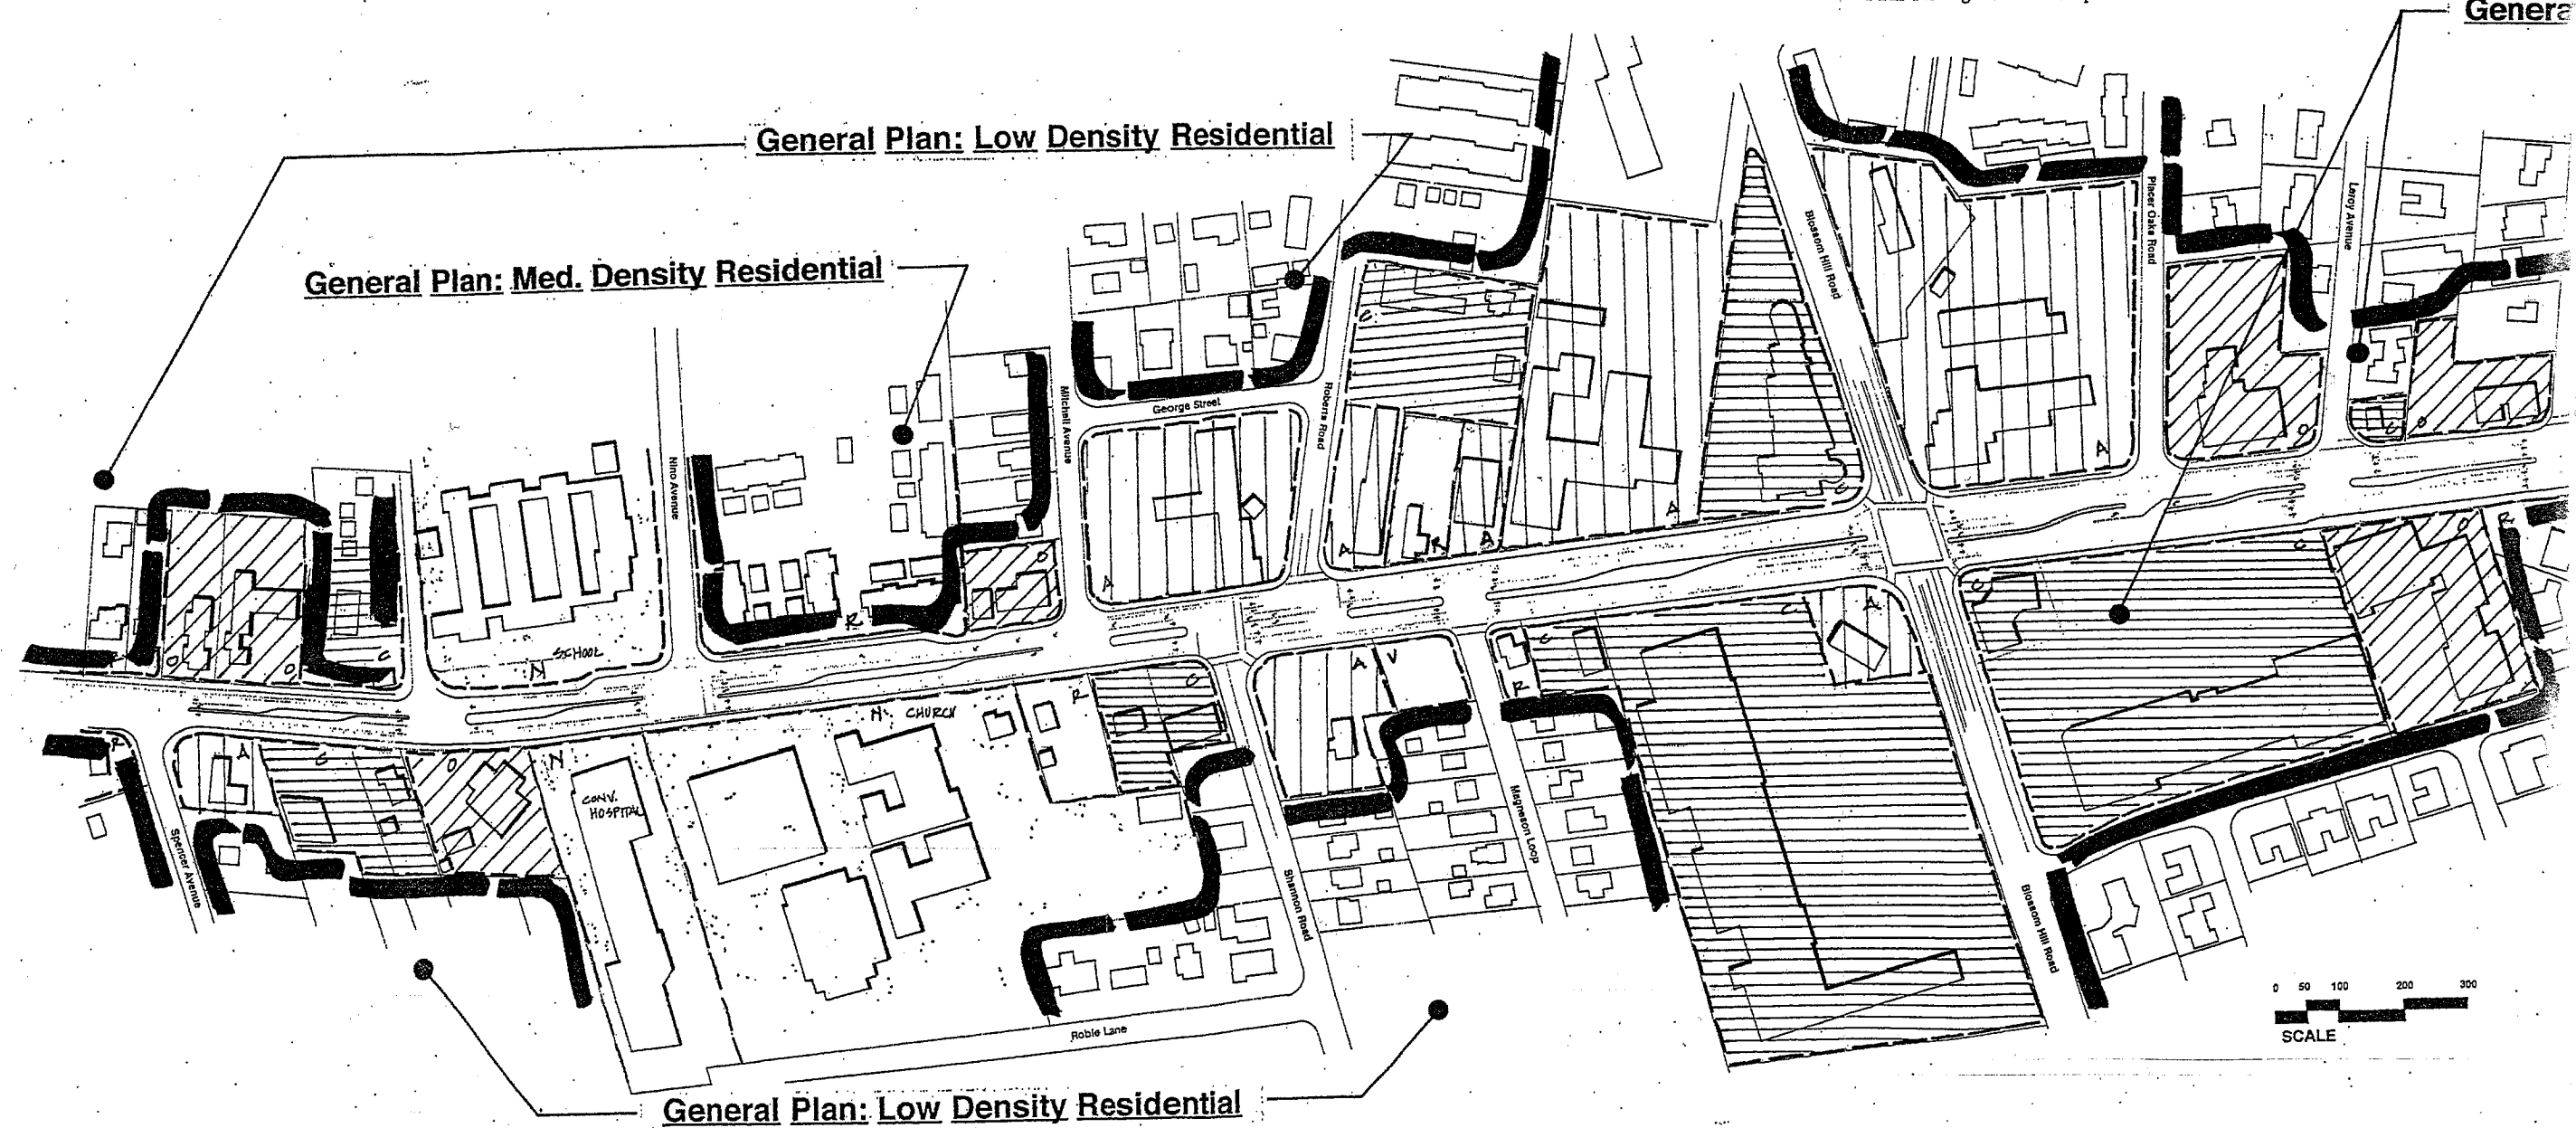 Genera
General Plan: Low Density Residential
General Plan: Med. Density Residential
Blossom Hill Road
Placer Oaks Road
Leroy Avenue
C
George Street
Roberts Road
Mitchell Avenue
Nino Avenue
A
O
O
C
O
A
C
O
R
A
R
A
A
C
O
R
O
O
C
N
SCHOOL
R
A
C
C
A
C
R
A
V
C
R
N
CHURCH
R
C
R
A
C
O
N
CONV.
HOSPITAL
Spencer Avenue
Magneson Loop
Shannon Road
Blossom Hill Road
Roble Lane
0 50 100 200 300
SCALE
General Plan: Low Density Residential